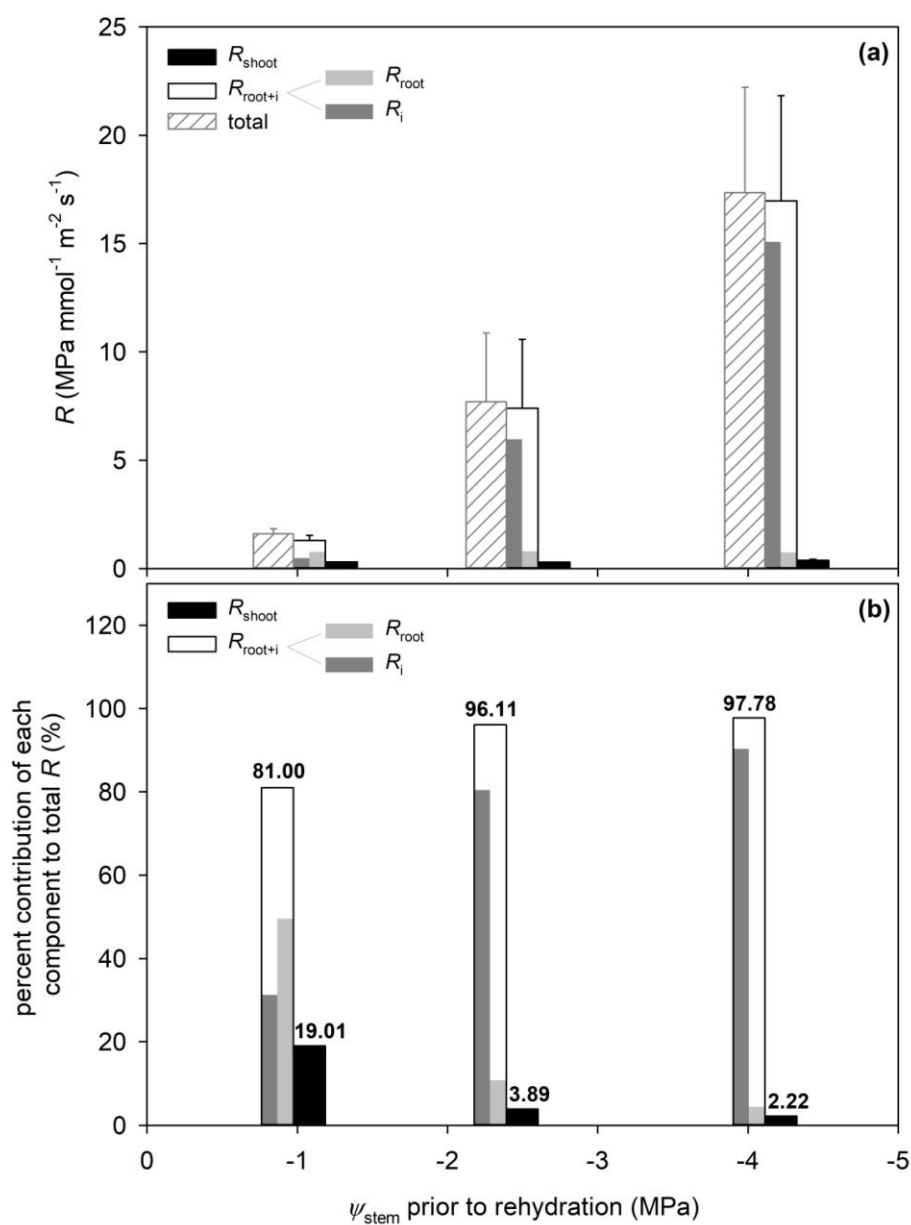 25
20
15
10
5
0
R (MPa mmol⁻¹ m⁻² s⁻¹)
(a)
R_shoot
R_root+i
R_root
R_i
total
120
100
80
60
40
20
0
percent contribution of each
component to total R (%)
(b)
R_shoot
R_root+i
R_root
R_i
81.00
19.01
96.11
3.89
97.78
2.22
0
-1
-2
-3
-4
-5
ψ_stem prior to rehydration (MPa)